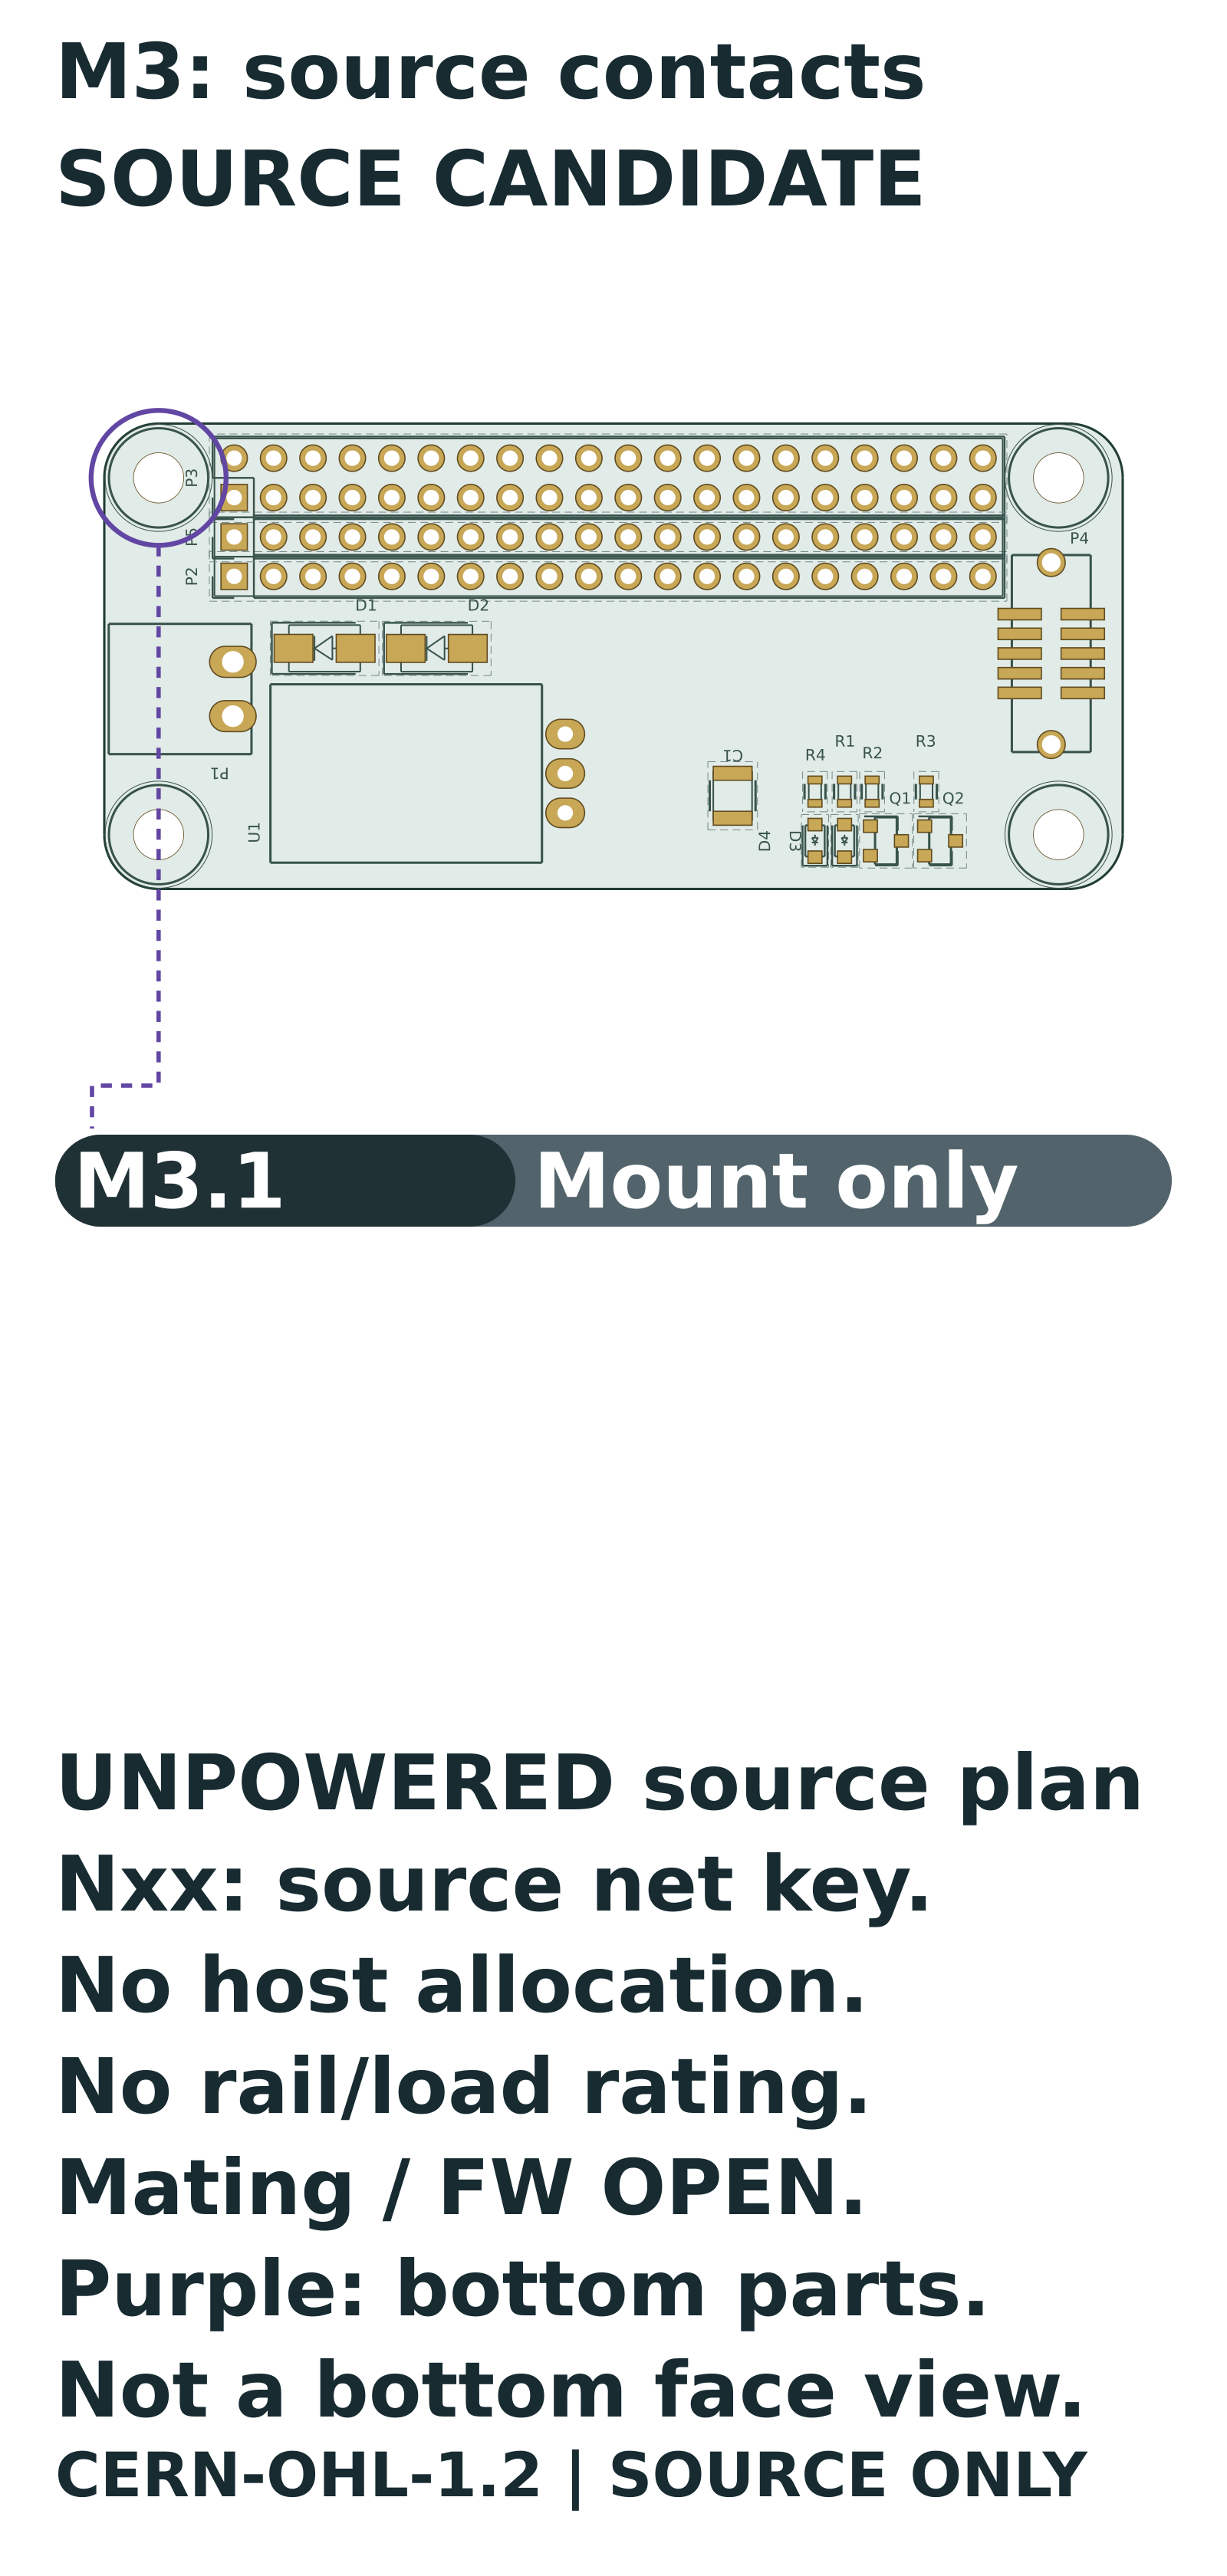 M3: source contacts
SOURCE CANDIDATE
P3
P5
P2
P4
D1 D2
R1
R4 R2 R3
C1
P1
Q1 Q2
U1
D4 D3
M3.1 Mount only
UNPOWERED source plan
Nxx: source net key.
No host allocation.
No rail/load rating.
Mating / FW OPEN.
Purple: bottom parts.
Not a bottom face view.
CERN-OHL-1.2 | SOURCE ONLY